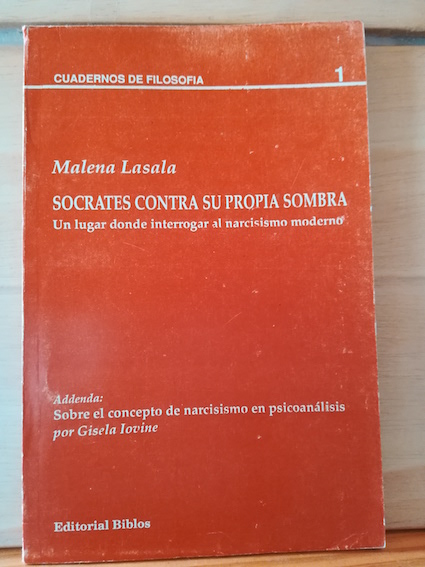 CUADERNOS DE FILOSOFIA 1
Malena Lasala
SOCRATES CONTRA SU PROPIA SOMBRA
Un lugar donde interrogar al narcisismo moderno
Addenda:
Sobre el concepto de narcisismo en psicoanálisis
por Gisela Iovine
Editorial Biblos